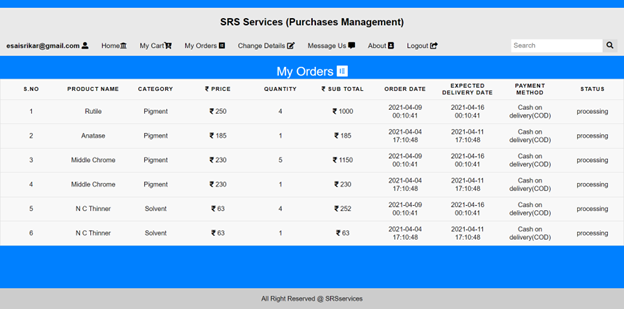 SRS Services (Purchases Management)
esaisrikar@gmail.com Home My Cart My Orders Change Details Message Us About Logout Search
My Orders
S.NO PRODUCT NAME CATEGORY ₹ PRICE QUANTITY ₹ SUB TOTAL ORDER DATE EXPECTED DELIVERY DATE PAYMENT METHOD STATUS
1 Rutile Pigment ₹ 250 4 ₹ 1000 2021-04-09 00:10:41 2021-04-16 00:10:41 Cash on delivery(COD) processing
2 Anatase Pigment ₹ 185 1 ₹ 185 2021-04-04 17:10:48 2021-04-11 17:10:48 Cash on delivery(COD) processing
3 Middle Chrome Pigment ₹ 230 5 ₹ 1150 2021-04-09 00:10:41 2021-04-16 00:10:41 Cash on delivery(COD) processing
4 Middle Chrome Pigment ₹ 230 1 ₹ 230 2021-04-04 17:10:48 2021-04-11 17:10:48 Cash on delivery(COD) processing
5 N C Thinner Solvent ₹ 63 4 ₹ 252 2021-04-09 00:10:41 2021-04-16 00:10:41 Cash on delivery(COD) processing
6 N C Thinner Solvent ₹ 63 1 ₹ 63 2021-04-04 17:10:48 2021-04-11 17:10:48 Cash on delivery(COD) processing
All Right Reserved @ SRSservices